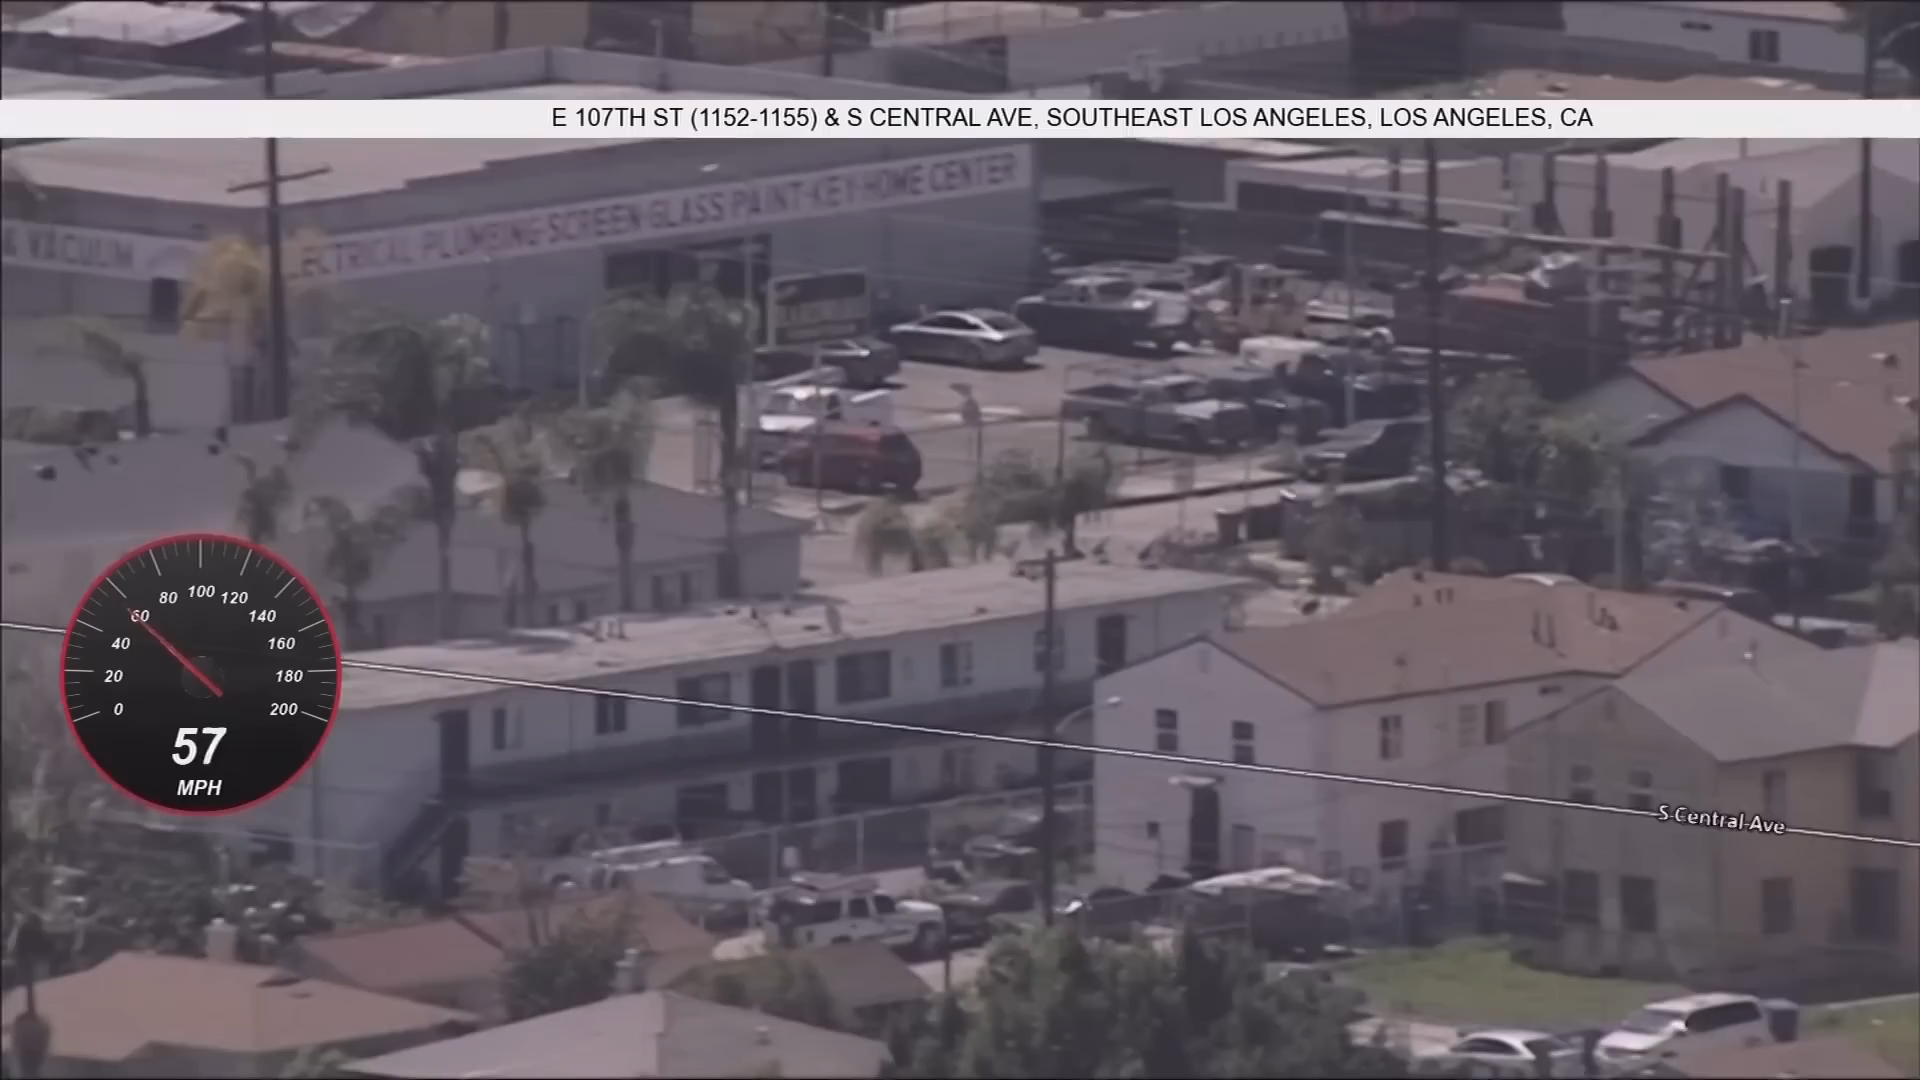 E 107TH ST (1152-1155) & S CENTRAL AVE, SOUTHEAST LOS ANGELES, LOS ANGELES, CA
& VACUUM
ELECTRICAL PLUMBING-SCREEN GLASS PAINT-KEY-HOME CENTER
0
20
40
60
80
100
120
140
160
180
200
57
MPH
S Central Ave